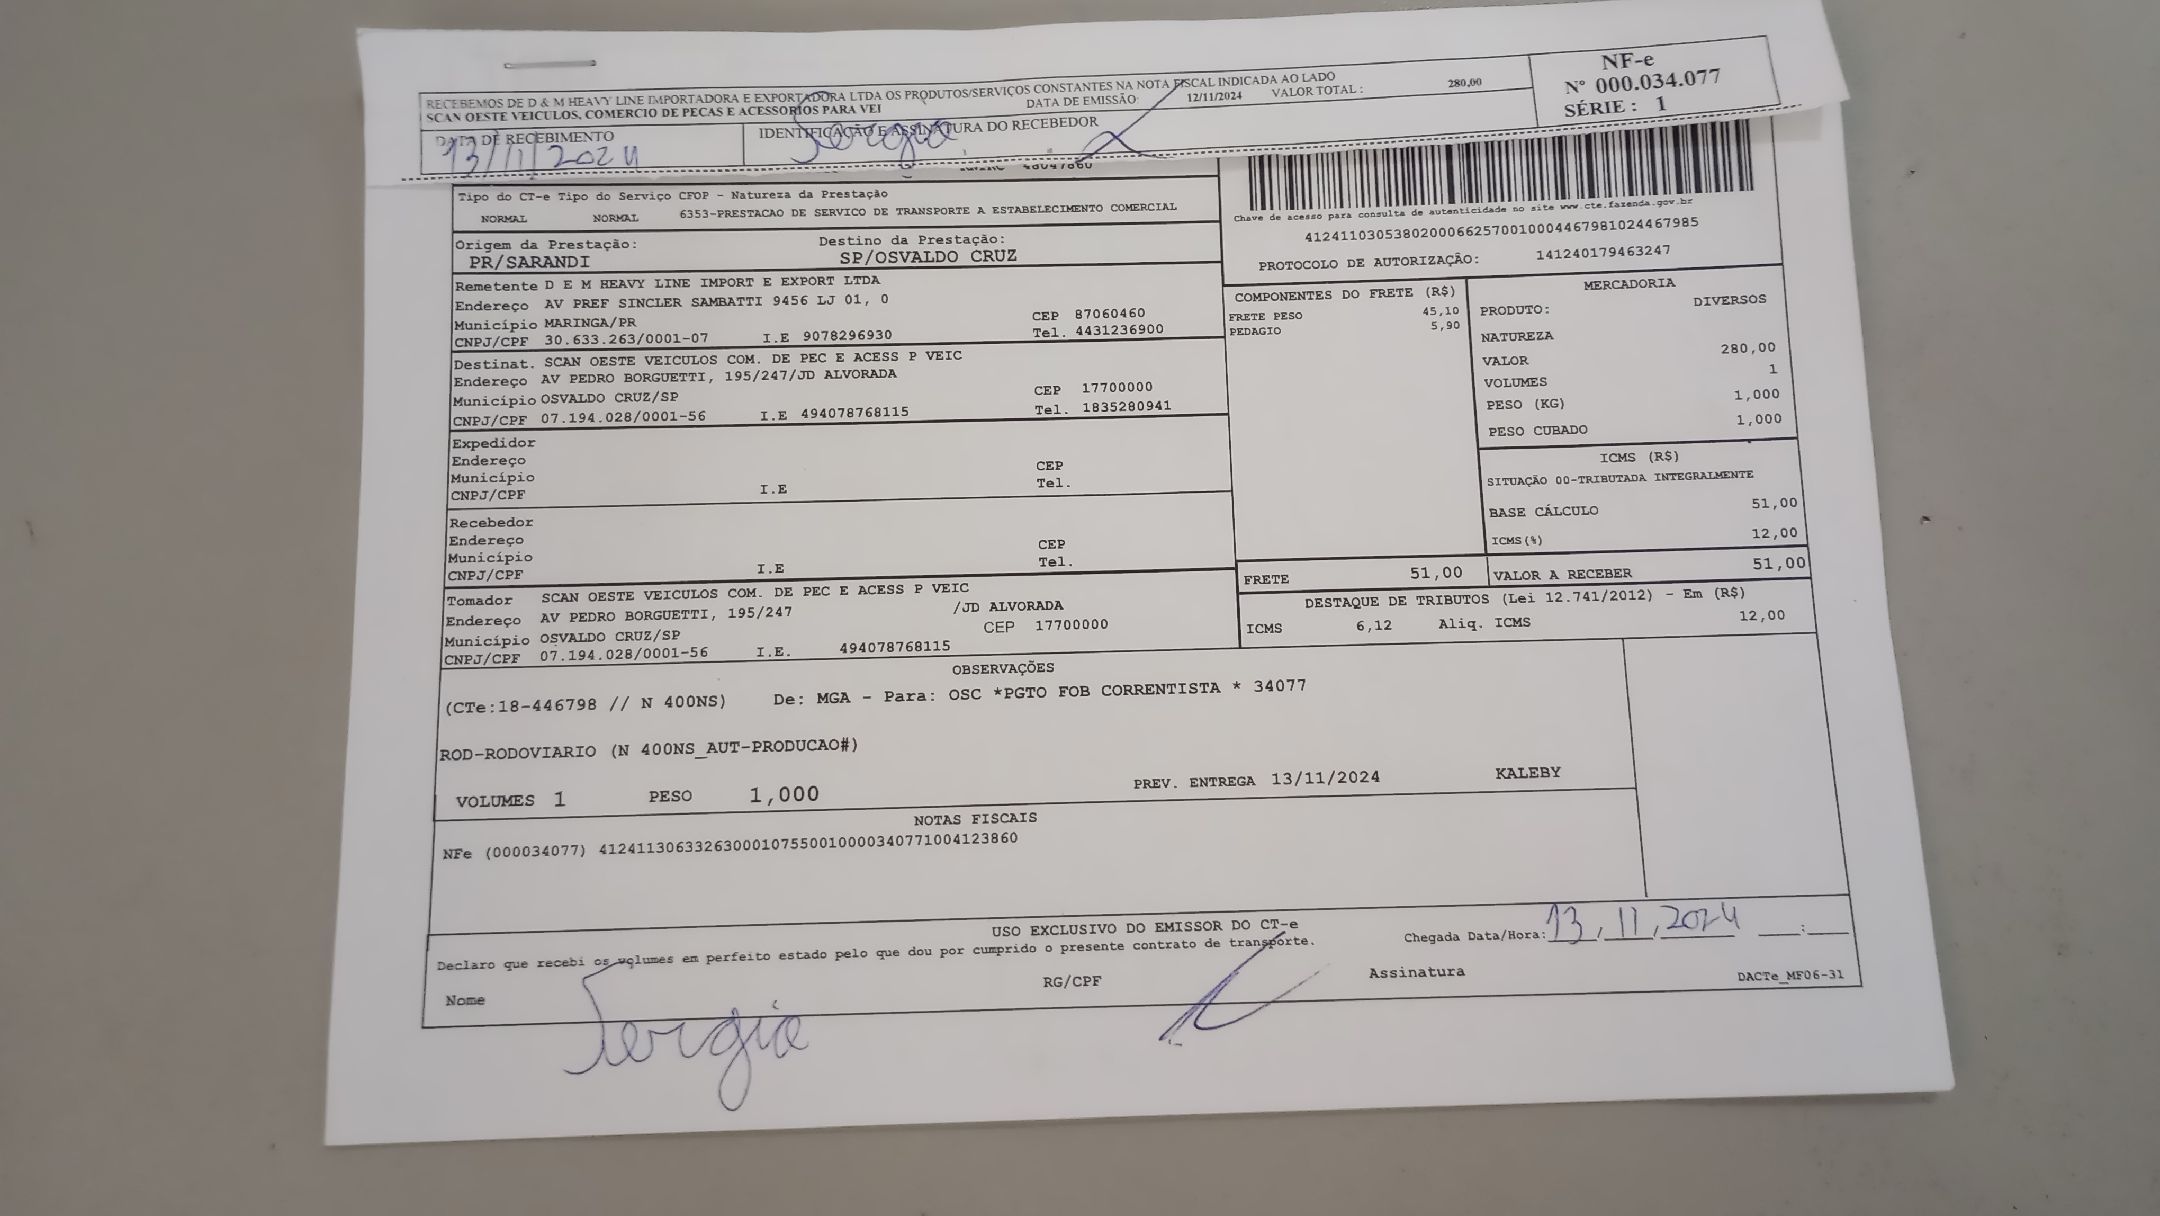 RECEBEMOS DE D & M HEAVY LINE IMPORTADORA E EXPORTADORA LTDA OS PRODUTOS/SERVIÇOS CONSTANTES NA NOTA FISCAL INDICADA AO LADO
SCAN OESTE VEICULOS, COMERCIO DE PECAS E ACESSORIOS PARA VEI DATA DE EMISSÃO: 12/11/2024 VALOR TOTAL : 280,00
NF-e
Nº 000.034.077
SÉRIE : 1
DATA DE RECEBIMENTO
13/11/2024
IDENTIFICAÇÃO E ASSINATURA DO RECEBEDOR
Sergio
Tipo do CT-e Tipo do Serviço CFOP - Natureza da Prestação
NORMAL NORMAL 6353-PRESTACAO DE SERVICO DE TRANSPORTE A ESTABELECIMENTO COMERCIAL
Origem da Prestação: Destino da Prestação:
PR/SARANDI SP/OSVALDO CRUZ
Chave de acesso para consulta de autenticidade no site www.cte.fazenda.gov.br
41241103053802000662570010004467981024467985
PROTOCOLO DE AUTORIZAÇÃO: 141240179463247
Remetente D E M HEAVY LINE IMPORT E EXPORT LTDA
Endereço AV PREF SINCLER SAMBATTI 9456 LJ 01, 0
Município MARINGA/PR CEP 87060460
CNPJ/CPF 30.633.263/0001-07 I.E 9078296930 Tel. 4431236900
Destinat. SCAN OESTE VEICULOS COM. DE PEC E ACESS P VEIC
Endereço AV PEDRO BORGUETTI, 195/247/JD ALVORADA
Município OSVALDO CRUZ/SP CEP 17700000
CNPJ/CPF 07.194.028/0001-56 I.E 494078768115 Tel. 1835280941
Expedidor
Endereço
Município CEP
CNPJ/CPF I.E Tel.
Recebedor
Endereço
Município CEP
CNPJ/CPF I.E Tel.
Tomador SCAN OESTE VEICULOS COM. DE PEC E ACESS P VEIC
Endereço AV PEDRO BORGUETTI, 195/247 /JD ALVORADA
Município OSVALDO CRUZ/SP CEP 17700000
CNPJ/CPF 07.194.028/0001-56 I.E. 494078768115
COMPONENTES DO FRETE (R$)
FRETE PESO 45,10
PEDAGIO 5,90
MERCADORIA
PRODUTO: DIVERSOS
NATUREZA
VALOR 280,00
VOLUMES 1
PESO (KG) 1,000
PESO CUBADO 1,000
ICMS (R$)
SITUAÇÃO 00-TRIBUTADA INTEGRALMENTE
BASE CÁLCULO 51,00
ICMS(%) 12,00
FRETE 51,00 VALOR A RECEBER 51,00
DESTAQUE DE TRIBUTOS (Lei 12.741/2012) - Em (R$)
ICMS 6,12 Aliq. ICMS 12,00
OBSERVAÇÕES
(CTe:18-446798 // N 400NS) De: MGA - Para: OSC *PGTO FOB CORRENTISTA * 34077
ROD-RODOVIARIO (N 400NS_AUT-PRODUCAO#)
VOLUMES 1 PESO 1,000 PREV. ENTREGA 13/11/2024 KALEBY
NOTAS FISCAIS
NFe (000034077) 41241130633263000107550010000340771004123860
USO EXCLUSIVO DO EMISSOR DO CT-e
Declaro que recebi os volumes em perfeito estado pelo que dou por cumprido o presente contrato de transporte.
Chegada Data/Hora: 13/11/2024 :
Nome RG/CPF Assinatura DACTe_MF06-31
Sergio